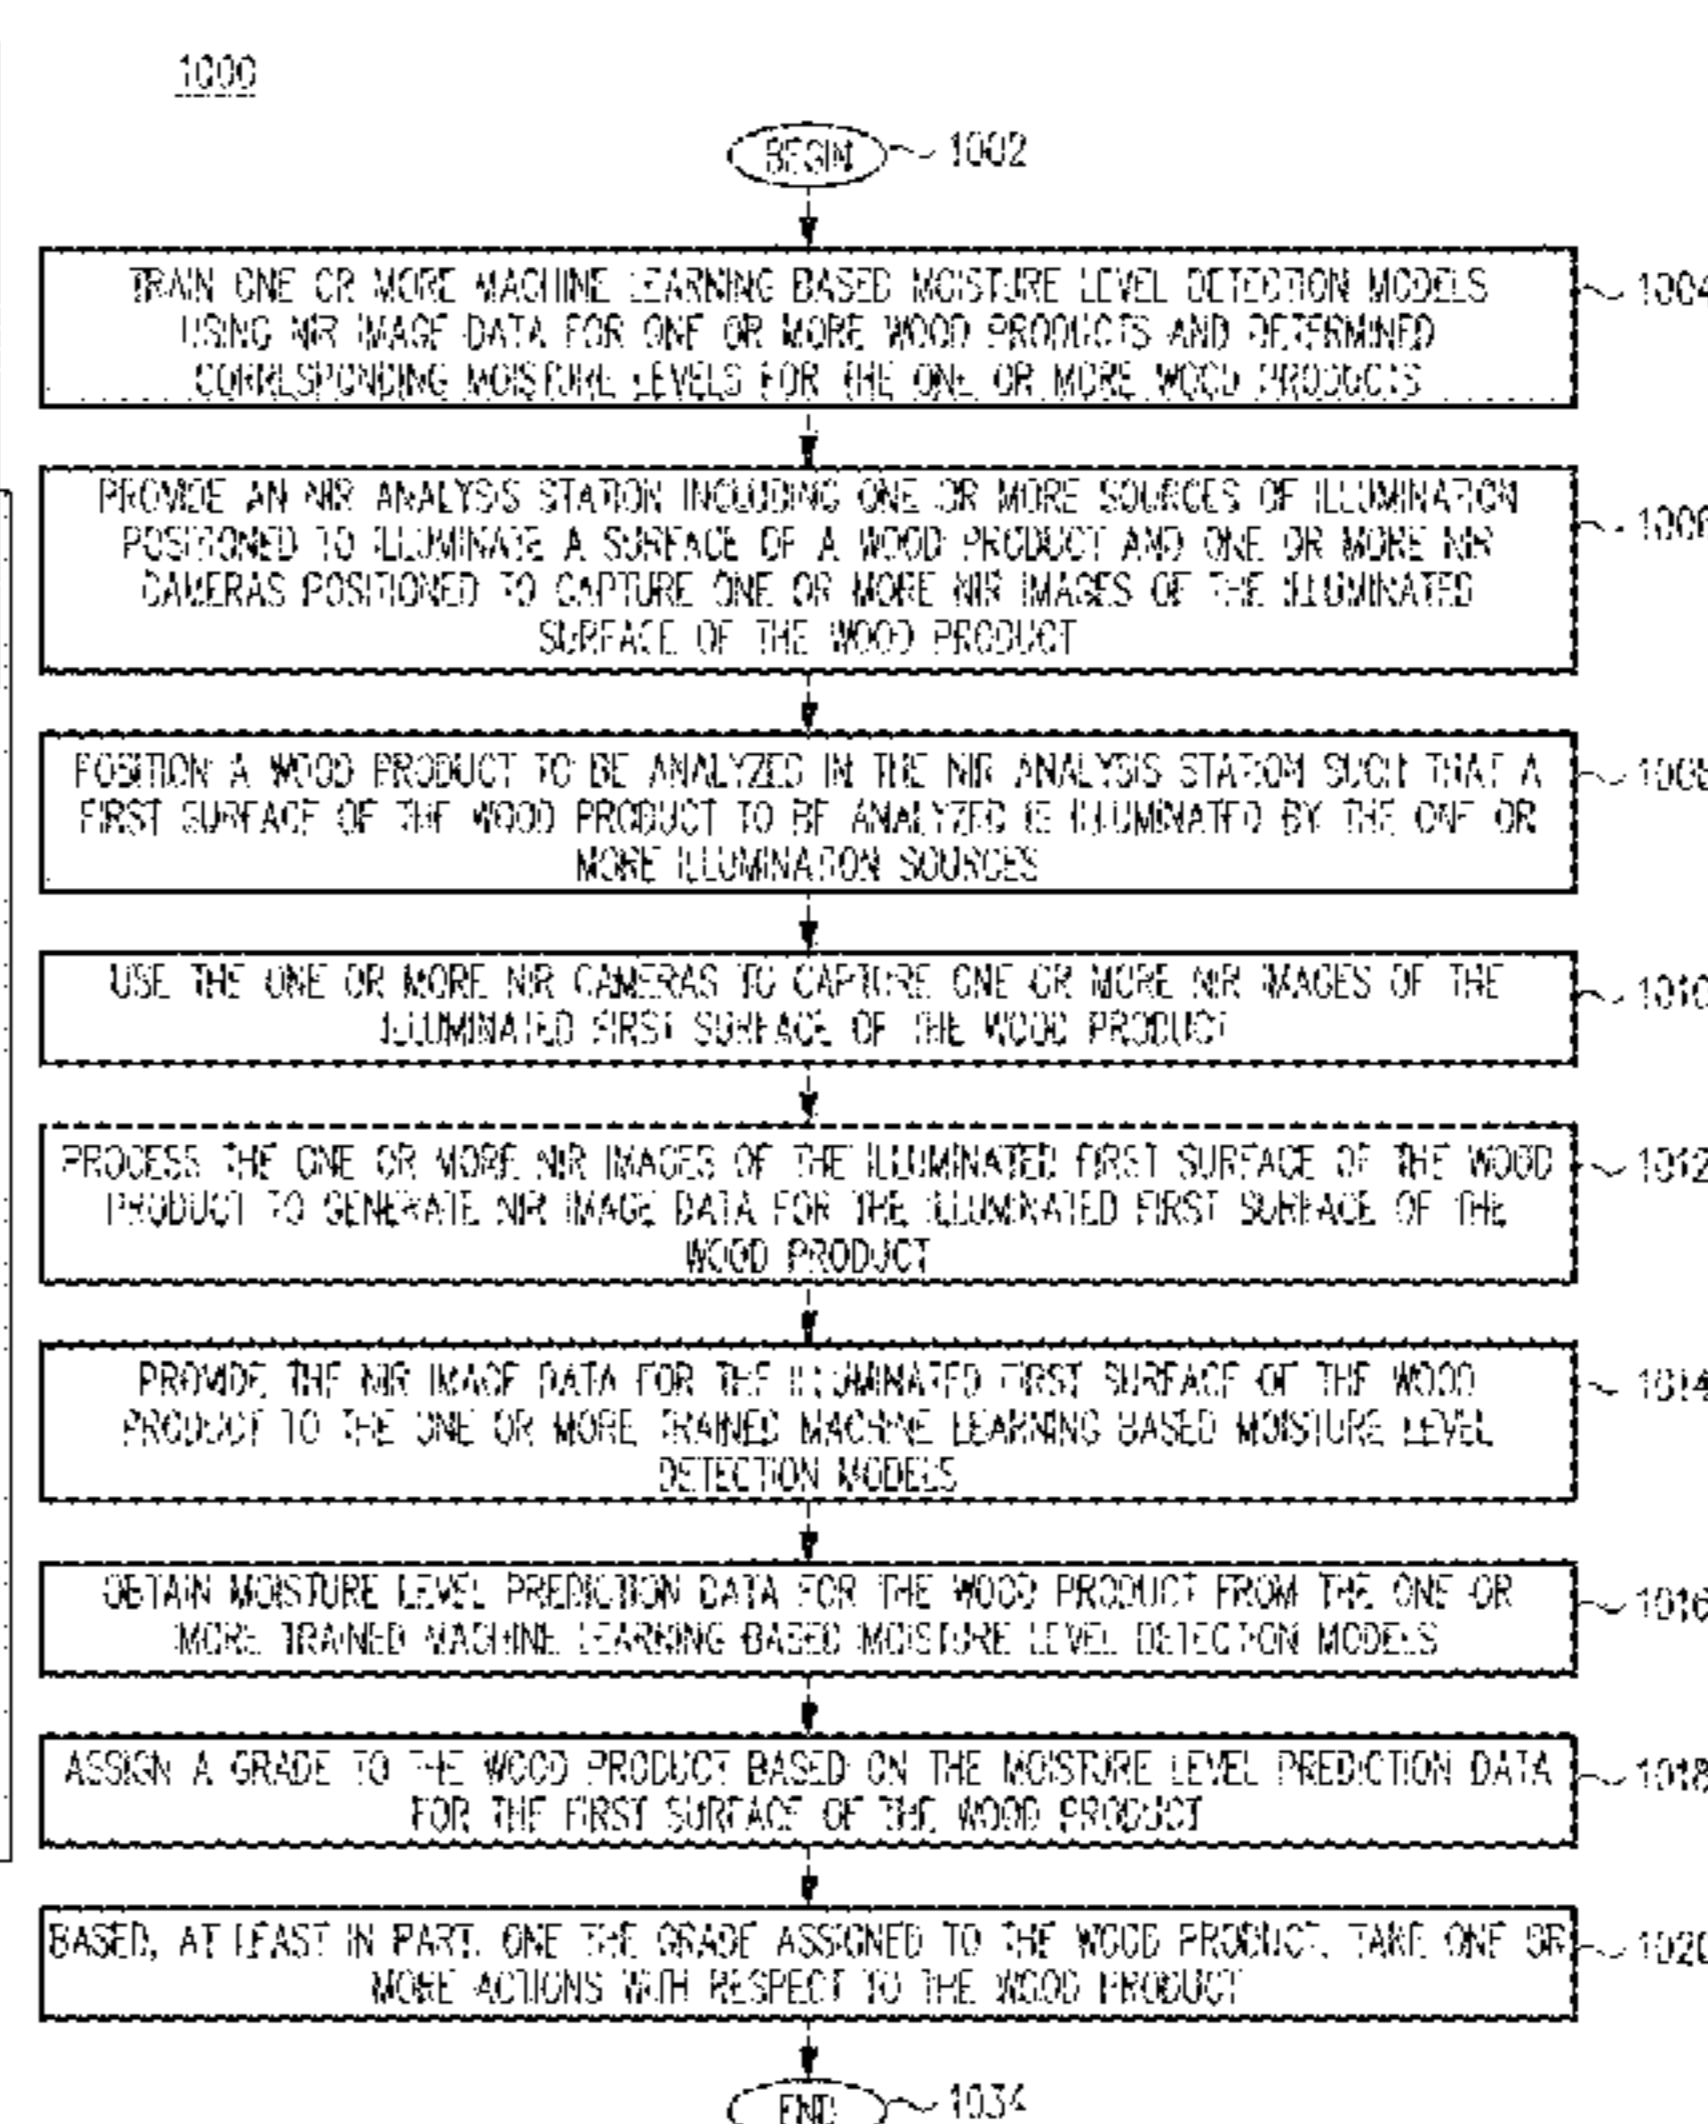 1000
BEGIN 1002
TRAIN ONE OR MORE MACHINE LEARNING BASED MOISTURE LEVEL DETECTION MODELS 1004
USING NIR IMAGE DATA FOR ONE OR MORE WOOD PRODUCTS AND DETERMINED
CORRESPONDING MOISTURE LEVELS FOR THE ONE OR MORE WOOD PRODUCTS
PROVIDE AN NIR ANALYSIS STATION INCLUDING ONE OR MORE SOURCES OF ILLUMINATION 1006
POSITIONED TO ILLUMINATE A SURFACE OF A WOOD PRODUCT AND ONE OR MORE NIR
CAMERAS POSITIONED TO CAPTURE ONE OR MORE NIR IMAGES OF THE ILLUMINATED
SURFACE OF THE WOOD PRODUCT
POSITION A WOOD PRODUCT TO BE ANALYZED IN THE NIR ANALYSIS STATION SUCH THAT A 1008
FIRST SURFACE OF THE WOOD PRODUCT TO BE ANALYZED IS ILLUMINATED BY THE ONE OR
MORE ILLUMINATION SOURCES
USE THE ONE OR MORE NIR CAMERAS TO CAPTURE ONE OR MORE NIR IMAGES OF THE 1010
ILLUMINATED FIRST SURFACE OF THE WOOD PRODUCT
PROCESS THE ONE OR MORE NIR IMAGES OF THE ILLUMINATED FIRST SURFACE OF THE WOOD 1012
PRODUCT TO GENERATE NIR IMAGE DATA FOR THE ILLUMINATED FIRST SURFACE OF THE
WOOD PRODUCT
PROVIDE THE NIR IMAGE DATA FOR THE ILLUMINATED FIRST SURFACE OF THE WOOD 1014
PRODUCT TO THE ONE OR MORE TRAINED MACHINE LEARNING BASED MOISTURE LEVEL
DETECTION MODELS
OBTAIN MOISTURE LEVEL PREDICTION DATA FOR THE WOOD PRODUCT FROM THE ONE OR 1016
MORE TRAINED MACHINE LEARNING BASED MOISTURE LEVEL DETECTION MODELS
ASSIGN A GRADE TO THE WOOD PRODUCT BASED ON THE MOISTURE LEVEL PREDICTION DATA 1018
FOR THE FIRST SURFACE OF THE WOOD PRODUCT
BASED, AT LEAST IN PART, ONE THE GRADE ASSIGNED TO THE WOOD PRODUCT, TAKE ONE OR 1020
MORE ACTIONS WITH RESPECT TO THE WOOD PRODUCT
END 1034